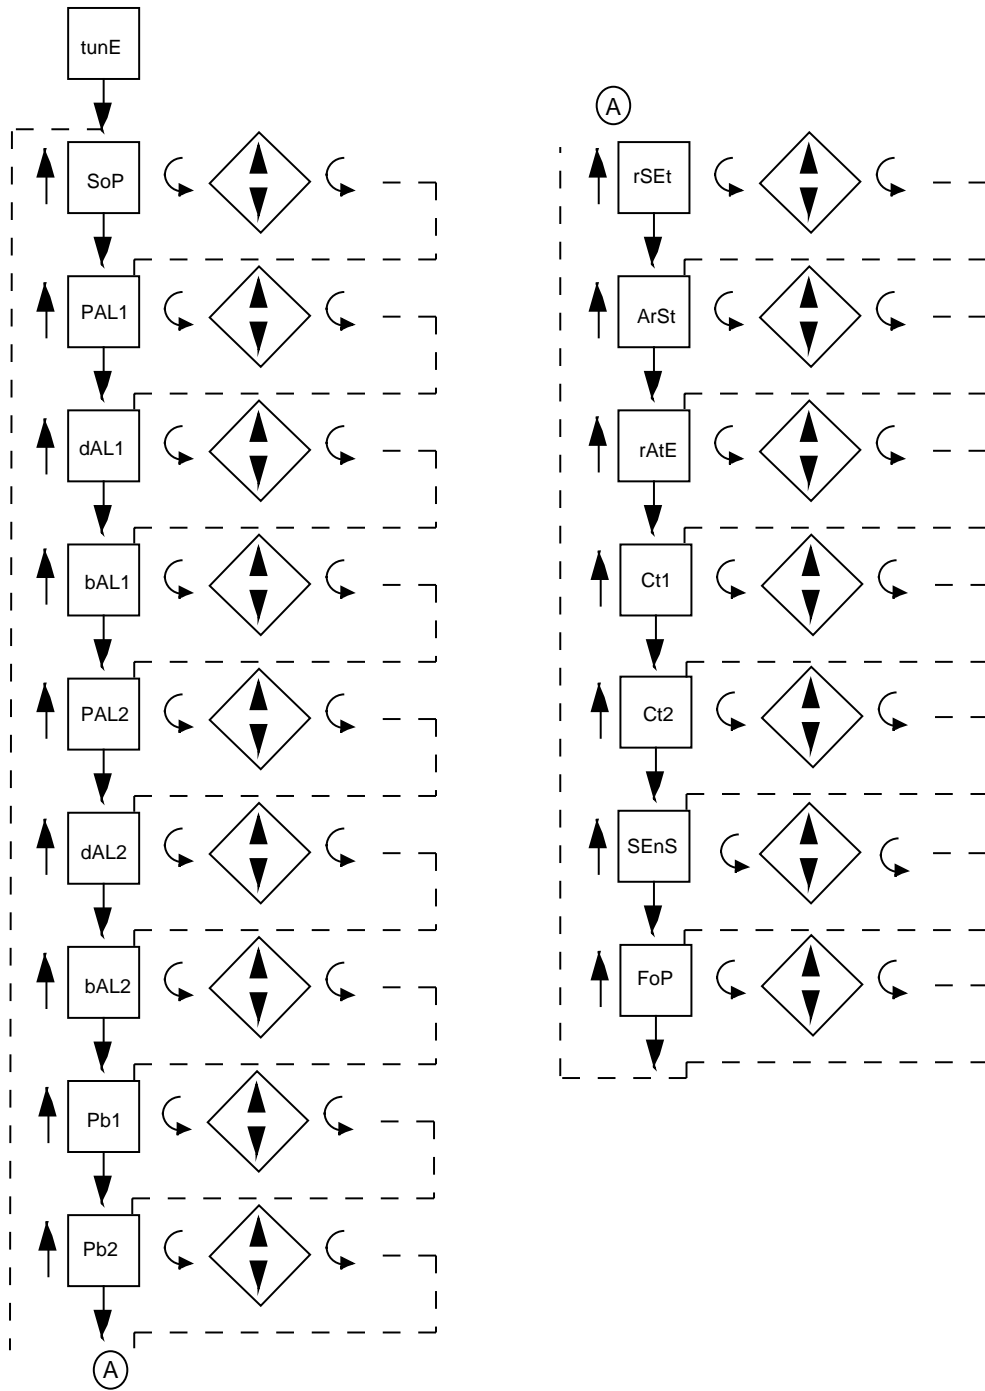 tunE
SoP
PAL1
dAL1
bAL1
PAL2
dAL2
bAL2
Pb1
Pb2
A
A
rSEt
ArSt
rAtE
Ct1
Ct2
SEnS
FoP